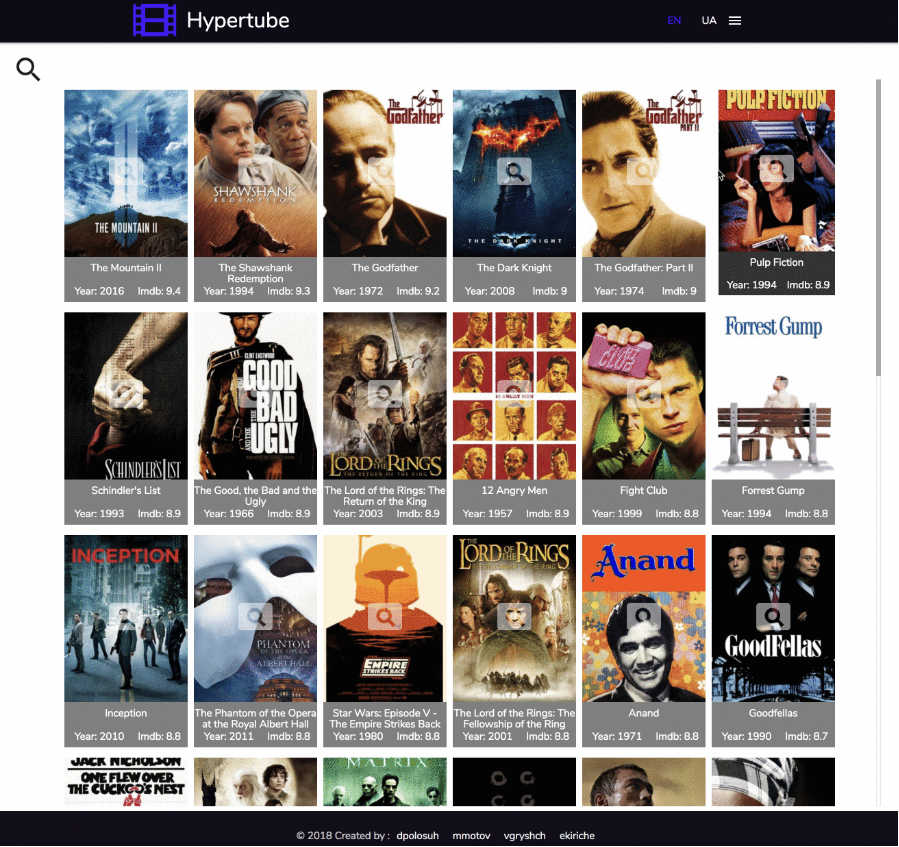 Hypertube
EN UA
THE MOUNTAIN II
The Mountain II
Year: 2016 Imdb: 9.4
SHAWSHANK
REDEMPTION
The Shawshank
Redemption
Year: 1994 Imdb: 9.3
The
Godfather
The Godfather
Year: 1972 Imdb: 9.2
THE DARK KNIGHT
The Dark Knight
Year: 2008 Imdb: 9
The
Godfather
PART II
The Godfather: Part II
Year: 1974 Imdb: 9
PULP FICTION
Pulp Fiction
Year: 1994 Imdb: 8.9
SCHINDLER'S LIST
Schindler's List
Year: 1993 Imdb: 8.9
CLINT EASTWOOD
THE
GOOD
THE
BAD
AND THE
UGLY
The Good, the Bad and the
Ugly
Year: 1966 Imdb: 8.9
THE
LORD OF THE RINGS
THE RETURN OF THE KING
The Lord of the Rings: The
Return of the King
Year: 2003 Imdb: 8.9
12 ANGRY MEN
12 Angry Men
Year: 1957 Imdb: 8.9
CLUB
Fight Club
Year: 1999 Imdb: 8.8
Forrest Gump
Forrest Gump
Year: 1994 Imdb: 8.8
INCEPTION
Inception
Year: 2010 Imdb: 8.8
PHANTOM
OF THE OPERA
AT THE
ALBERT HALL
The Phantom of the Opera
at the Royal Albert Hall
Year: 2011 Imdb: 8.8
THE
EMPIRE
STRIKES BACK
Star Wars: Episode V -
The Empire Strikes Back
Year: 1980 Imdb: 8.8
THE
LORD OF THE RINGS
THE FELLOWSHIP OF THE RING
The Lord of the Rings: The
Fellowship of the Ring
Year: 2001 Imdb: 8.8
Anand
Anand
Year: 1971 Imdb: 8.8
GoodFellas
Goodfellas
Year: 1990 Imdb: 8.7
JACK NICHOLSON
ONE FLEW OVER
THE CUCKOO'S NEST
MATRIX
© 2018 Created by : dpolosuh mmotov vgryshch ekiriche